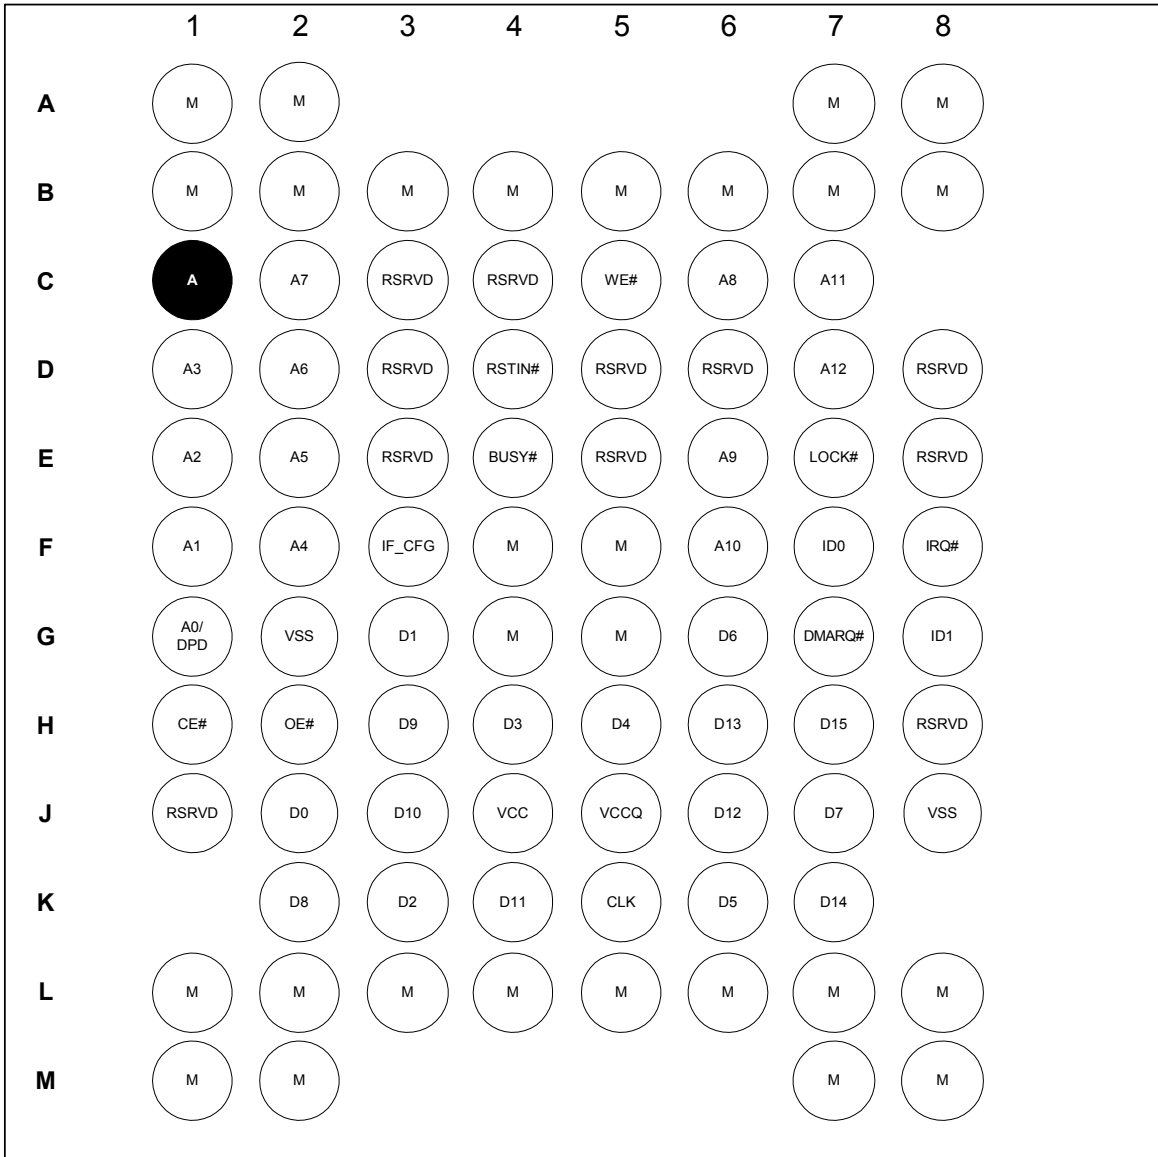 1 2 3 4 5 6 7 8
A M M M M
B M M M M M M M M
C A A7 RSRVD RSRVD WE# A8 A11
D A3 A6 RSRVD RSTIN# RSRVD RSRVD A12 RSRVD
E A2 A5 RSRVD BUSY# RSRVD A9 LOCK# RSRVD
F A1 A4 IF_CFG M M A10 ID0 IRQ#
G A0/ DPD VSS D1 M M D6 DMARQ# ID1
H CE# OE# D9 D3 D4 D13 D15 RSRVD
J RSRVD D0 D10 VCC VCCQ D12 D7 VSS
K D8 D2 D11 CLK D5 D14
L M M M M M M M M
M M M M M